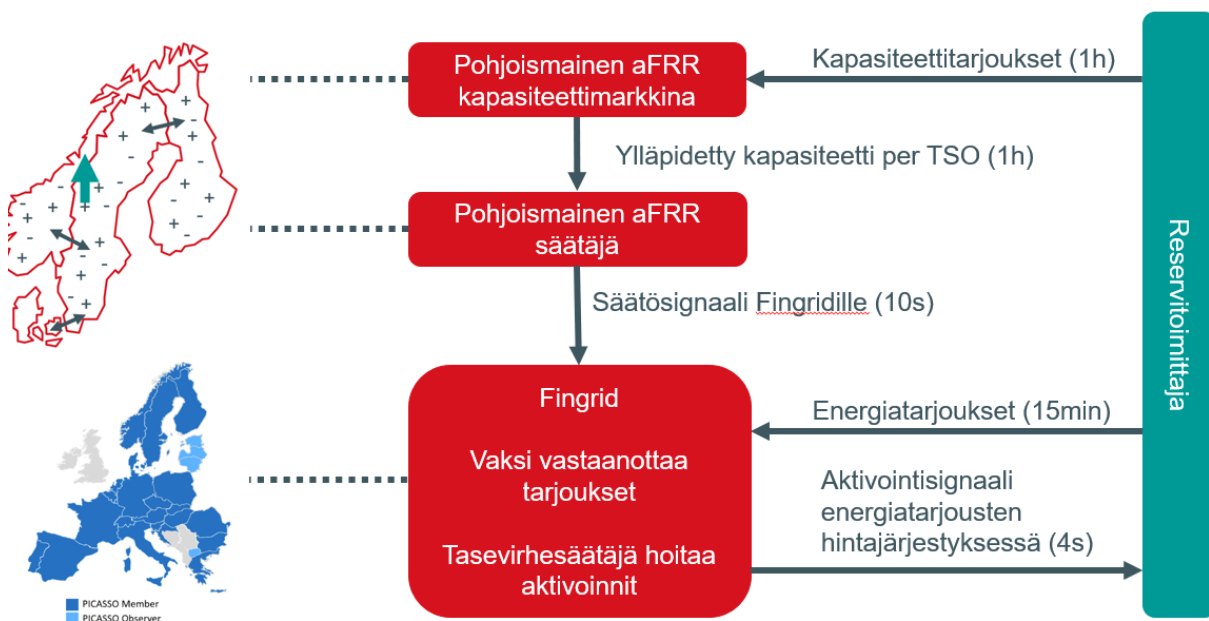 Pohjoismainen aFRR
kapasiteettimarkkina
Kapasiteettitarjoukset (1h)
Ylläpidetty kapasiteetti per TSO (1h)
Pohjoismainen aFRR
säätäjä
Säätösignaali Fingridille (10s)
Fingrid
Vaksi vastaanottaa
tarjoukset
Tasevirhesäätäjä hoitaa
aktivoinnit
Energiatarjoukset (15min)
Aktivointisignaali
energiatarjousten
hintajärjestyksessä (4s)
Reservitoimittaja
PICASSO Member
PICASSO Observer